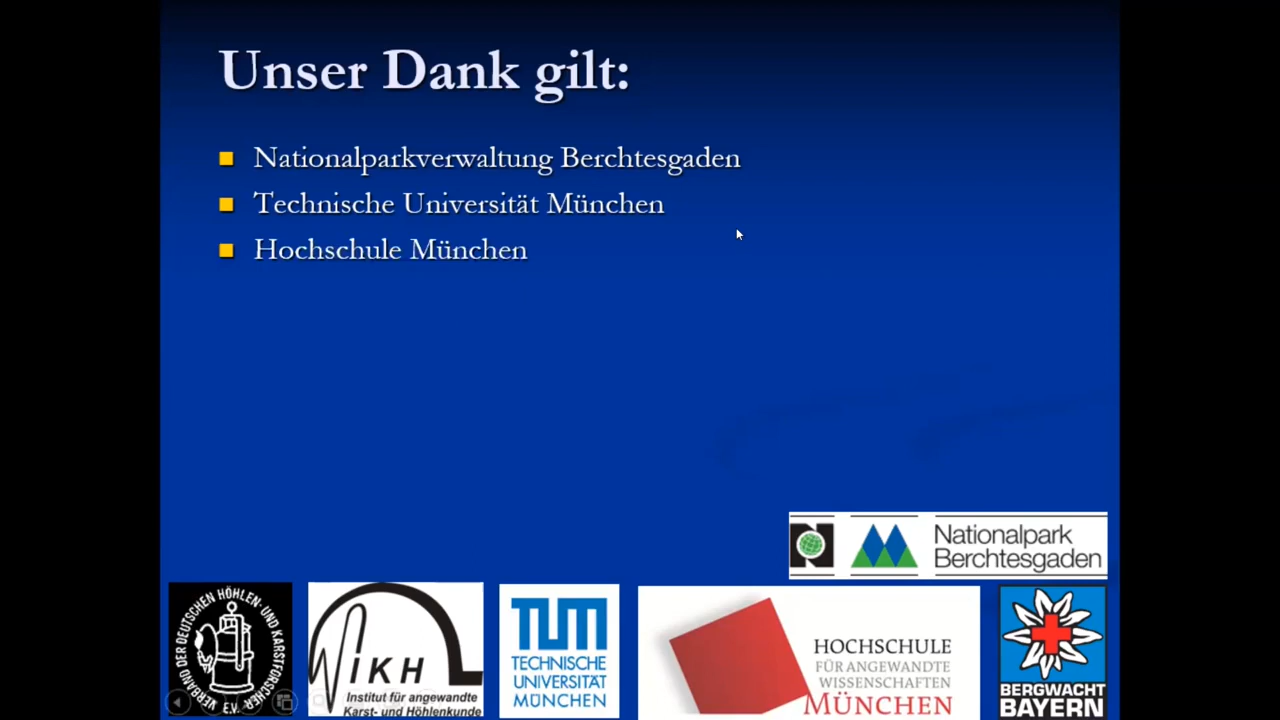 Unser Dank gilt:
Nationalparkverwaltung Berchtesgaden
Technische Universität München
Hochschule München
Nationalpark
Berchtesgaden
VERBAND DER DEUTSCHEN HÖHLEN- UND KARSTFORSCHER
IKH
Institut für angewandte
Karst- und Höhlenkunde
TUM
TECHNISCHE
UNIVERSITÄT
MÜNCHEN
HOCHSCHULE
FÜR ANGEWANDTE
WISSENSCHAFTEN
MÜNCHEN
BERGWACHT
BAYERN